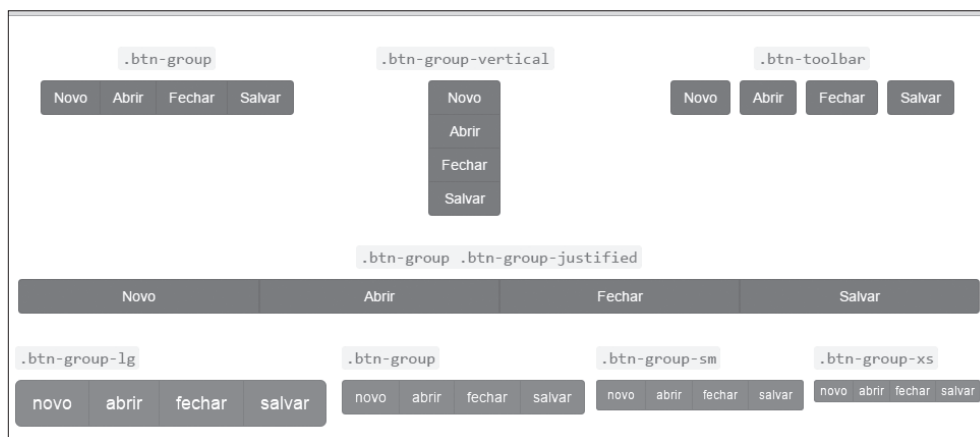 .btn-group
Novo Abrir Fechar Salvar
.btn-group-vertical
Novo
Abrir
Fechar
Salvar
.btn-toolbar
Novo Abrir Fechar Salvar
.btn-group .btn-group-justified
Novo Abrir Fechar Salvar
.btn-group-lg
novo abrir fechar salvar
.btn-group
novo abrir fechar salvar
.btn-group-sm
novo abrir fechar salvar
.btn-group-xs
novo abrir fechar salvar